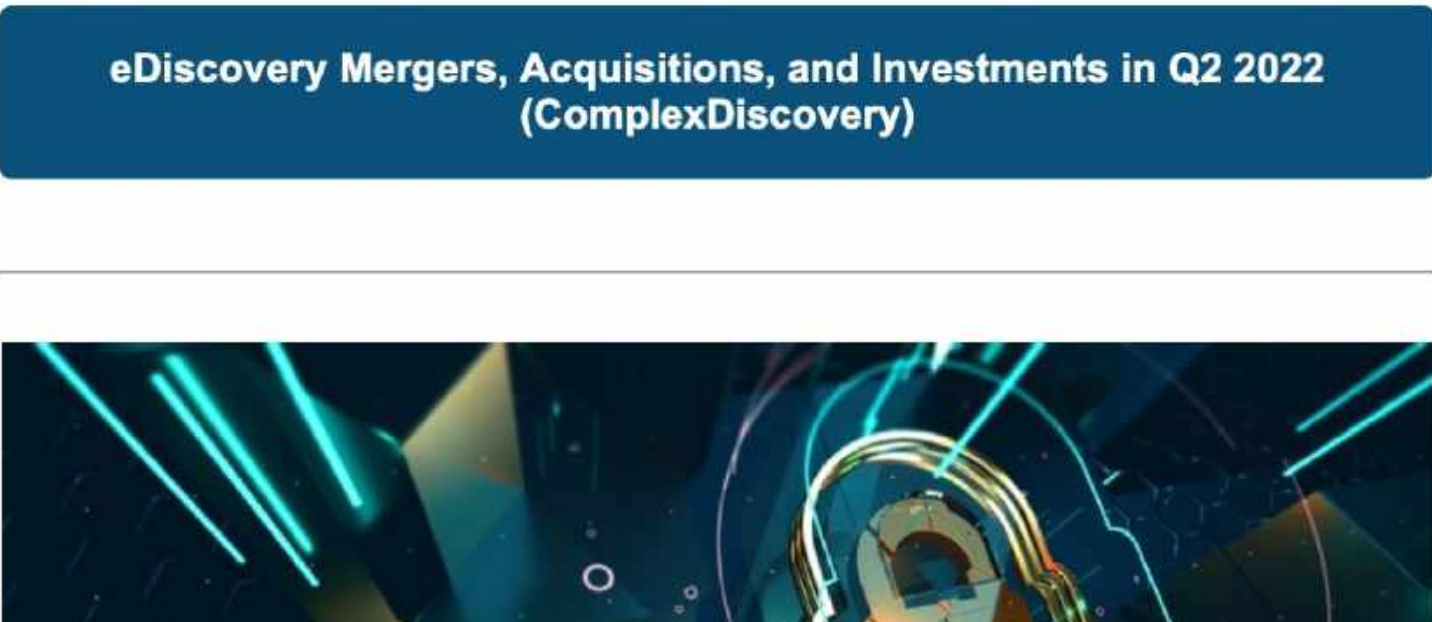 eDiscovery Mergers, Acquisitions, and Investments in Q2 2022
(ComplexDiscovery)